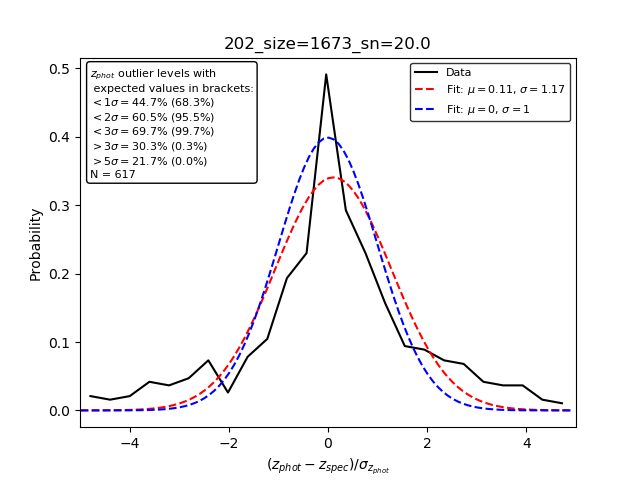 202_size=1673_sn=20.0
z_phot outlier levels with
expected values in brackets:
<1σ = 44.7% (68.3%)
<2σ = 60.5% (95.5%)
<3σ = 69.7% (99.7%)
>3σ = 30.3% (0.3%)
>5σ = 21.7% (0.0%)
N = 617
Data
Fit: μ = 0.11, σ = 1.17
Fit: μ = 0, σ = 1
Probability
0.5
0.4
0.3
0.2
0.1
0.0
−4 −2 0 2 4
(z_phot − z_spec)/σ_z_phot